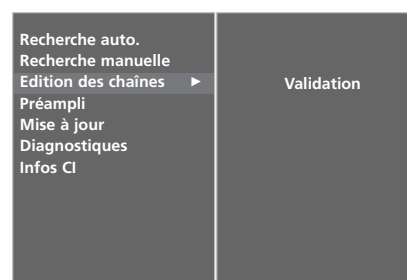 Recherche auto.
Recherche manuelle
Edition des chaînes ►
Validation
Préampli
Mise à jour
Diagnostiques
Infos CI